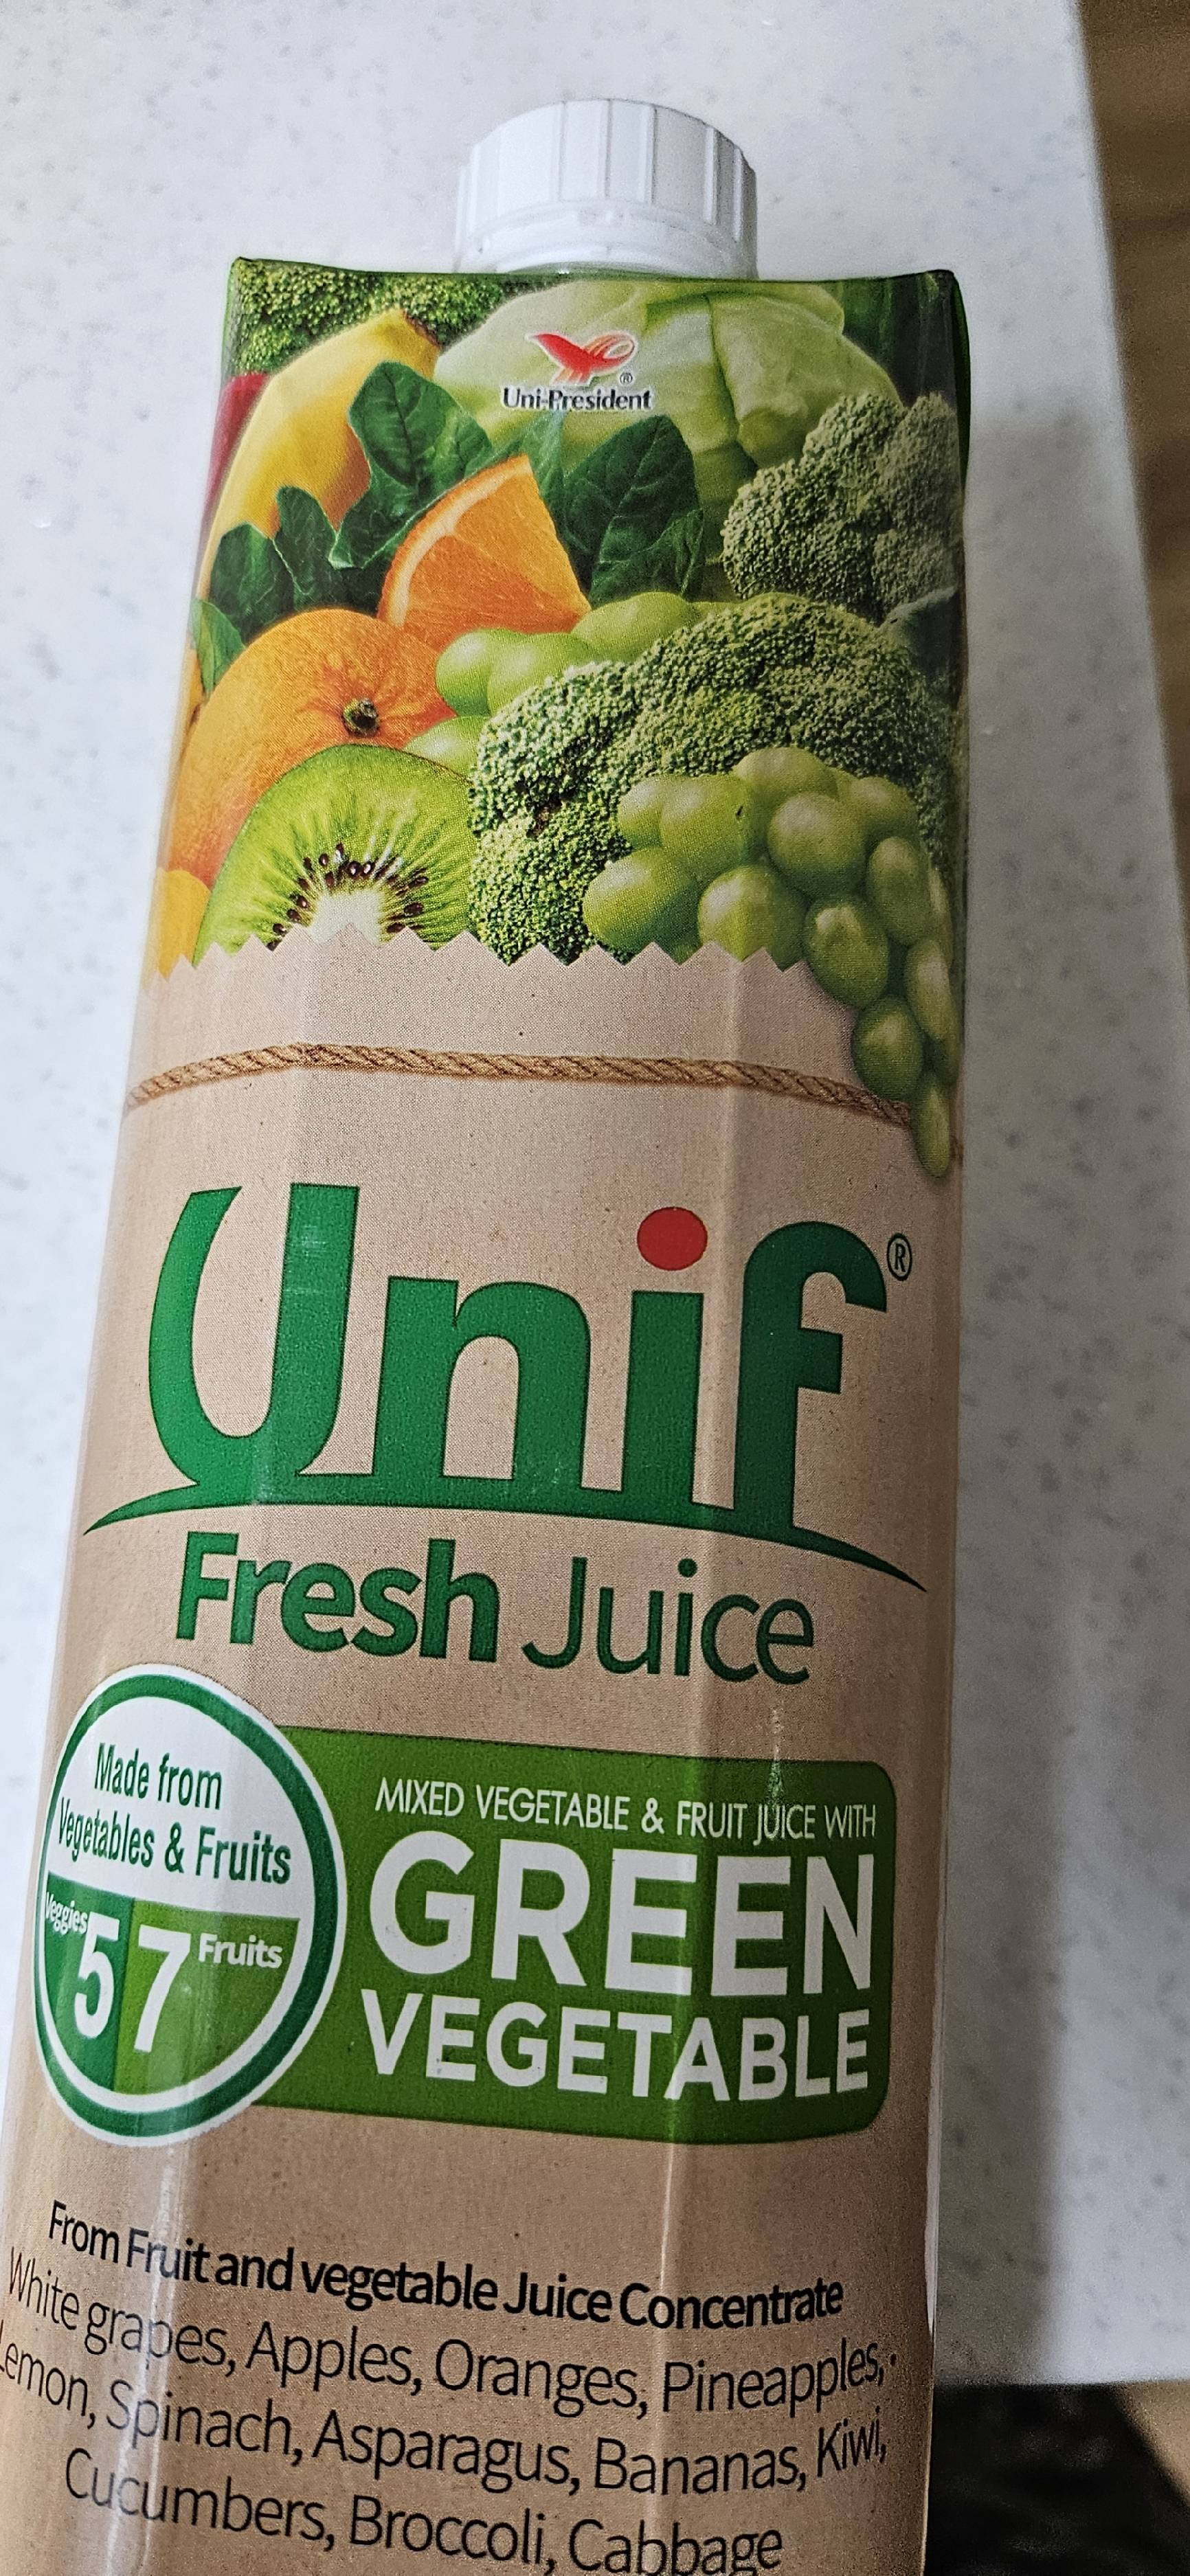 Uni-President®
Unif®
Fresh Juice
Made from
Vegetables & Fruits
Veggies 5 7 Fruits
MIXED VEGETABLE & FRUIT JUICE WITH
GREEN
VEGETABLE
From Fruit and vegetable Juice Concentrate
White grapes, Apples, Oranges, Pineapples,
Lemon, Spinach, Asparagus, Bananas, Kiwi,
Cucumbers, Broccoli, Cabbage